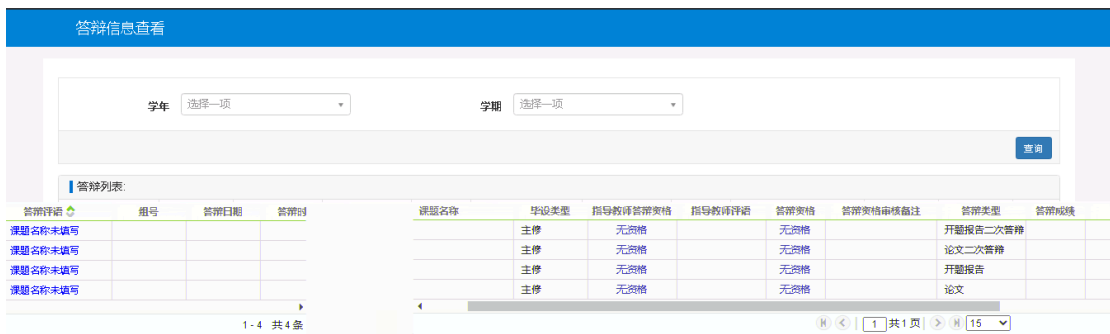 答辩信息查看
学年 选择一项 学期 选择一项
查询
答辩列表:
答辩评语 组号 答辩日期 答辩时 课题名称 毕设类型 指导教师答辩资格 指导教师评语 答辩资格 答辩资格审核备注 答辩类型 答辩成绩
课题名称未填写 主修 无资格 无资格 开题报告二次答辩
课题名称未填写 主修 无资格 无资格 论文二次答辩
课题名称未填写 主修 无资格 无资格 开题报告
课题名称未填写 主修 无资格 无资格 论文
1 - 4 共4条 1 共1页 15